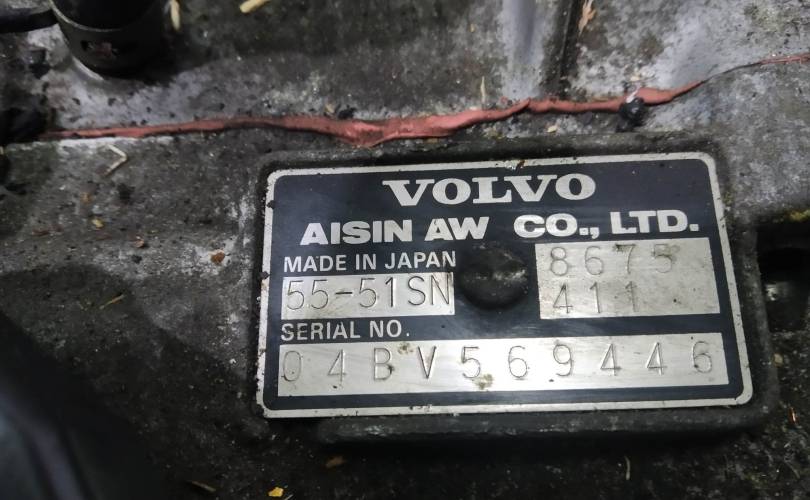 VOLVO
AISIN AW CO., LTD.
MADE IN JAPAN
8675
55-51SN
411
SERIAL NO.
04BV569446